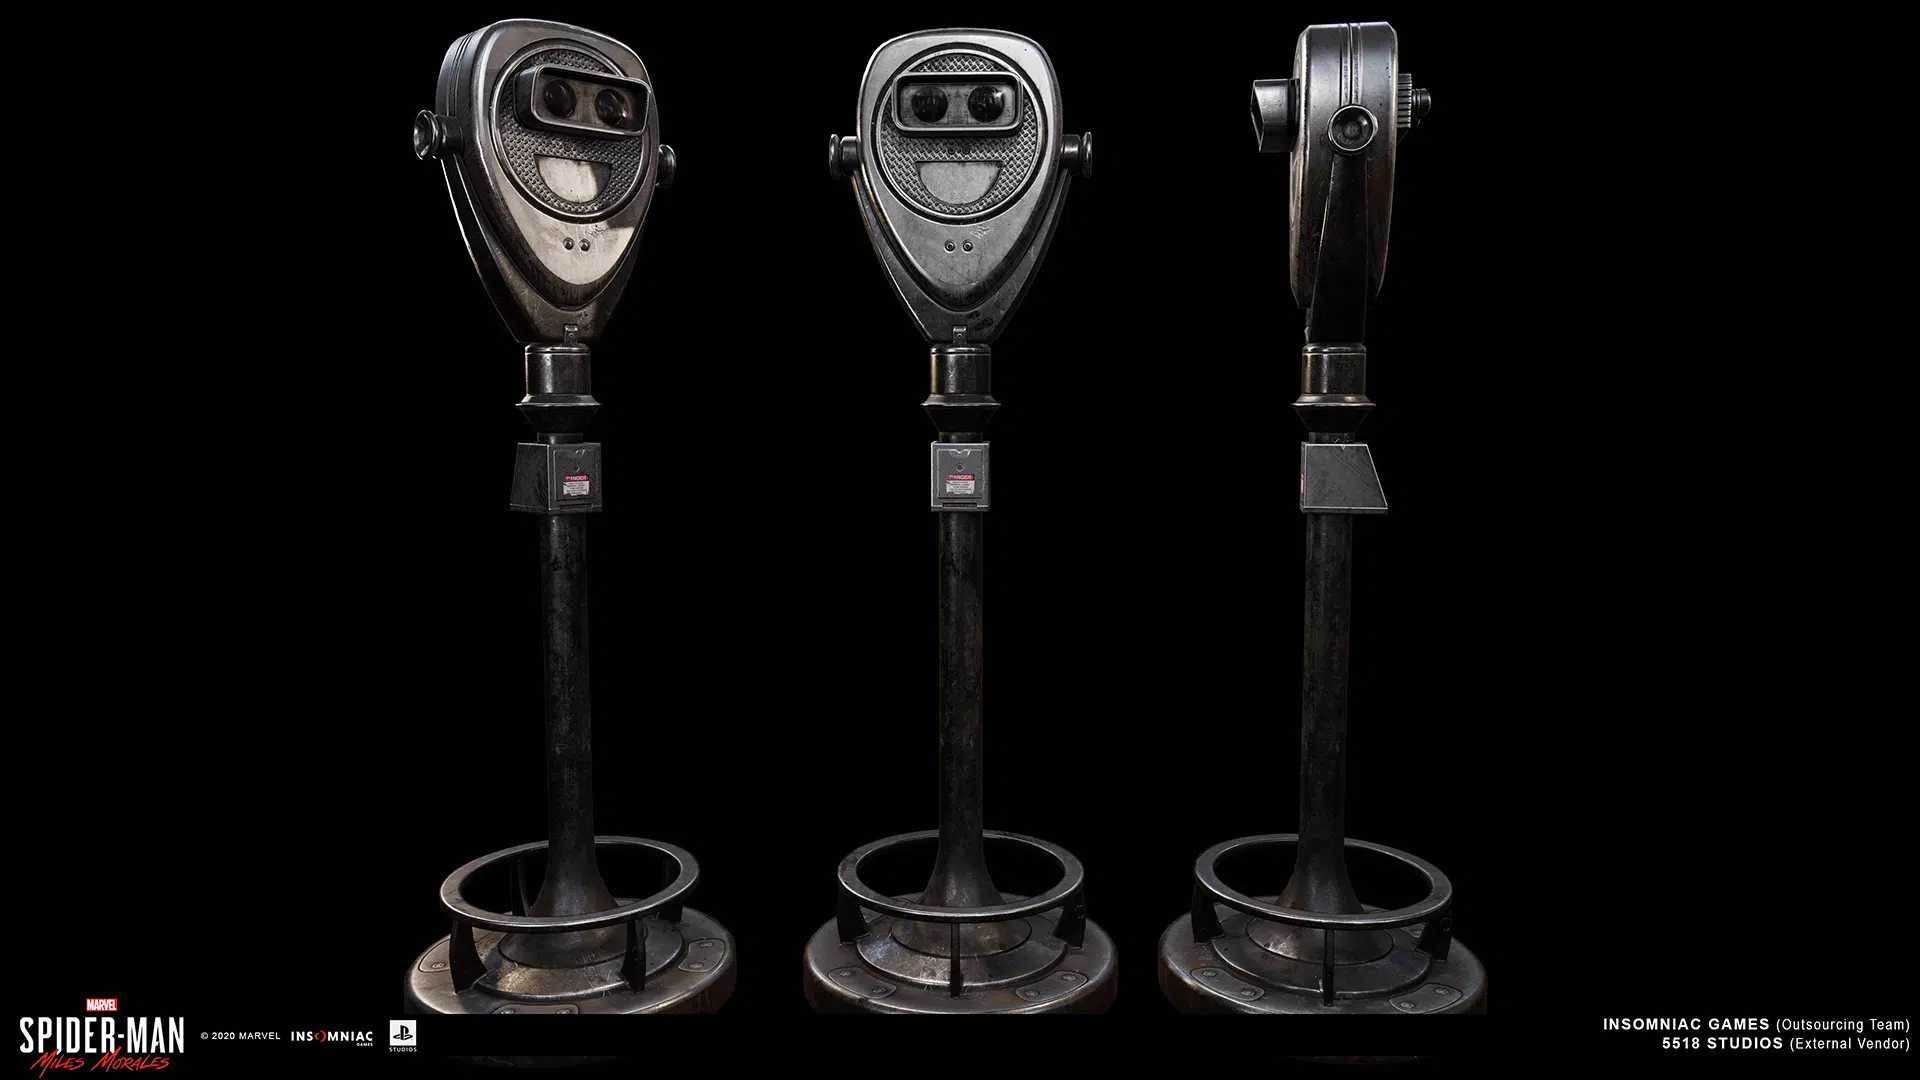 DANGER
DANGER
MARVEL
SPIDER-MAN
MILES MORALES
© 2020 MARVEL
INSOMNIAC
GAMES
STUDIOS
INSOMNIAC GAMES (Outsourcing Team)
5518 STUDIOS (External Vendor)